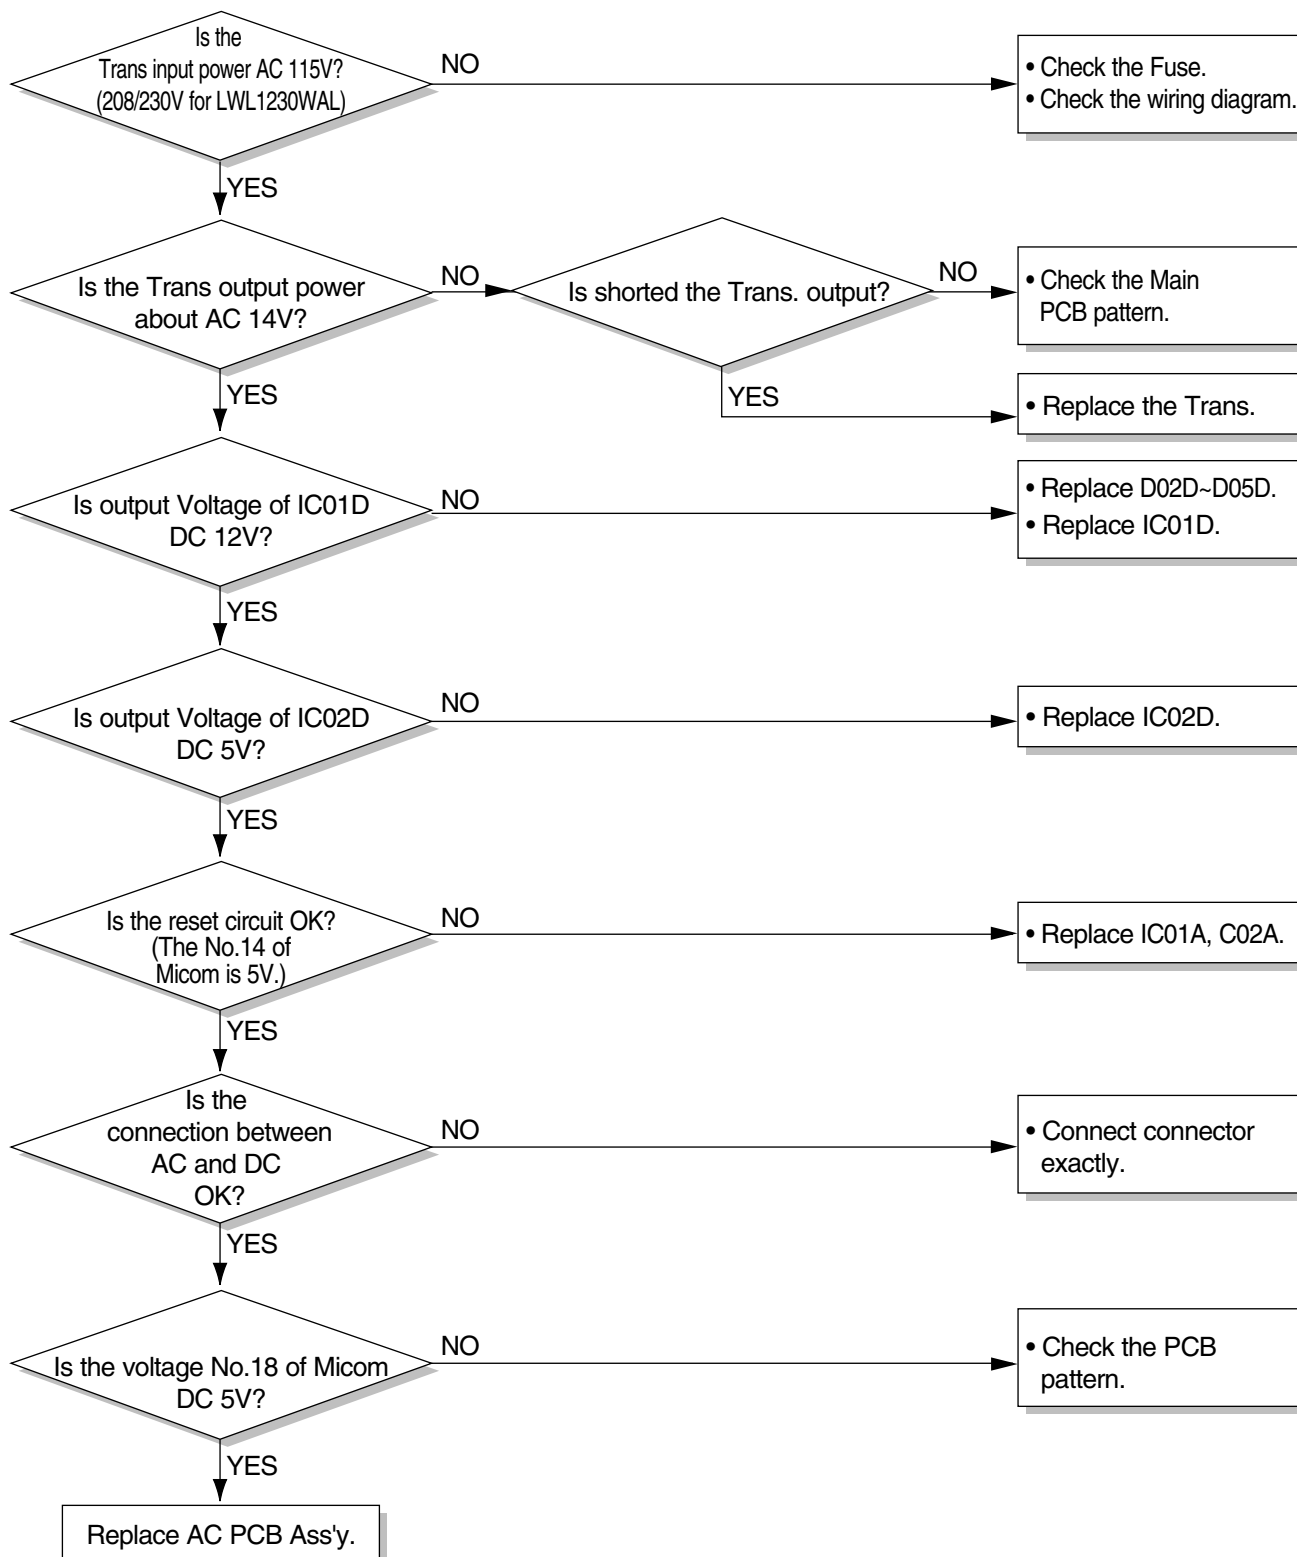 Is the
Trans input power AC 115V?
(208/230V for LWL1230WAL)
NO
• Check the Fuse.
• Check the wiring diagram.
YES
Is the Trans output power
about AC 14V?
NO
Is shorted the Trans. output?
NO
• Check the Main
PCB pattern.
YES
YES
• Replace the Trans.
Is output Voltage of IC01D
DC 12V?
NO
• Replace D02D~D05D.
• Replace IC01D.
YES
Is output Voltage of IC02D
DC 5V?
NO
• Replace IC02D.
YES
Is the reset circuit OK?
(The No.14 of
Micom is 5V.)
NO
• Replace IC01A, C02A.
YES
Is the
connection between
AC and DC
OK?
NO
• Connect connector
exactly.
YES
Is the voltage No.18 of Micom
DC 5V?
NO
• Check the PCB
pattern.
YES
Replace AC PCB Ass'y.